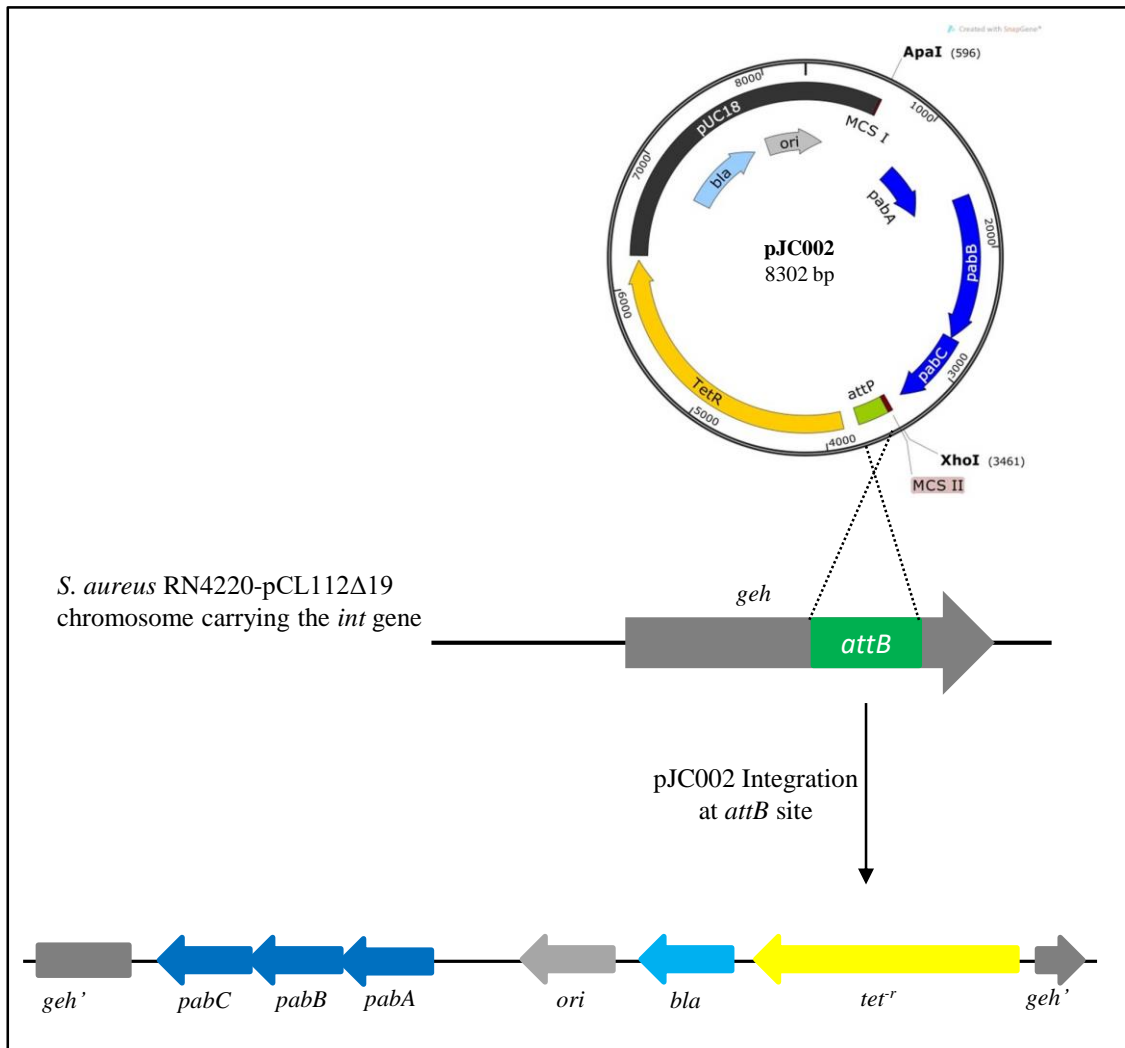 Created with SnapGene®
ApaI (596)
8000
1000
pUC18
MCS I
ori
7000
bla
pabA
2000
pabB
pJC002
8302 bp
6000
pabC
3000
attP
TetR
5000
4000
XhoI (3461)
MCS II
S. aureus RN4220-pCL112Δ19
chromosome carrying the int gene
geh
attB
pJC002 Integration
at attB site
geh’ pabC pabB pabA ori bla tet-r geh’